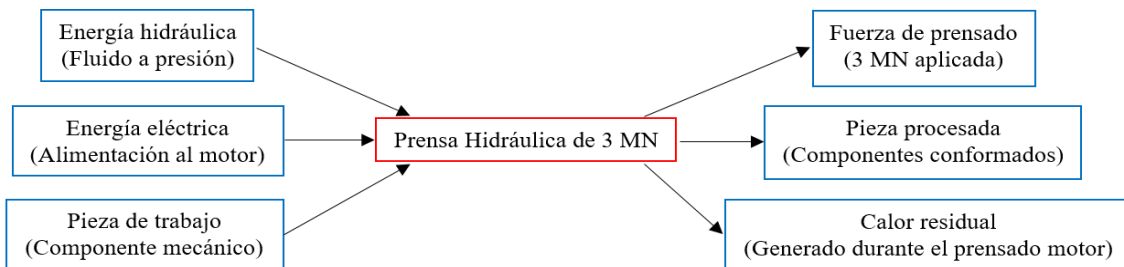 Energía hidráulica
(Fluido a presión)
Energía eléctrica
(Alimentación al motor)
Pieza de trabajo
(Componente mecánico)
Prensa Hidráulica de 3 MN
Fuerza de prensado
(3 MN aplicada)
Pieza procesada
(Componentes conformados)
Calor residual
(Generado durante el prensado motor)